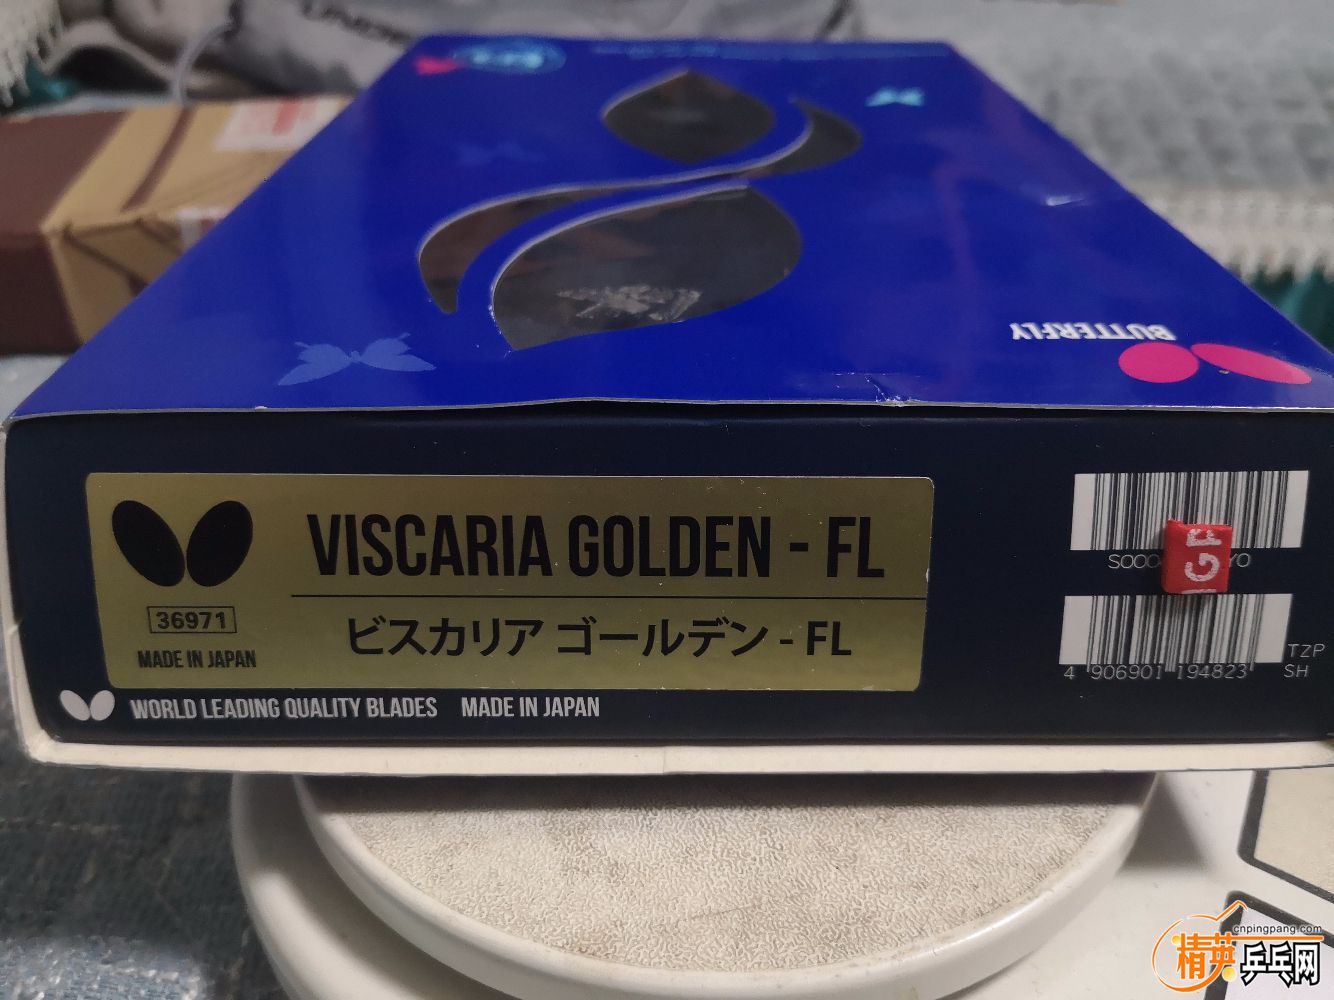 BUTTERFLY
VISCARIA GOLDEN - FL
36971
ビスカリア ゴールデン - FL
MADE IN JAPAN
WORLD LEADING QUALITY BLADES MADE IN JAPAN
GF
4 906901 194823
TZP
SH
cnpingpang.com
精英乒乓网